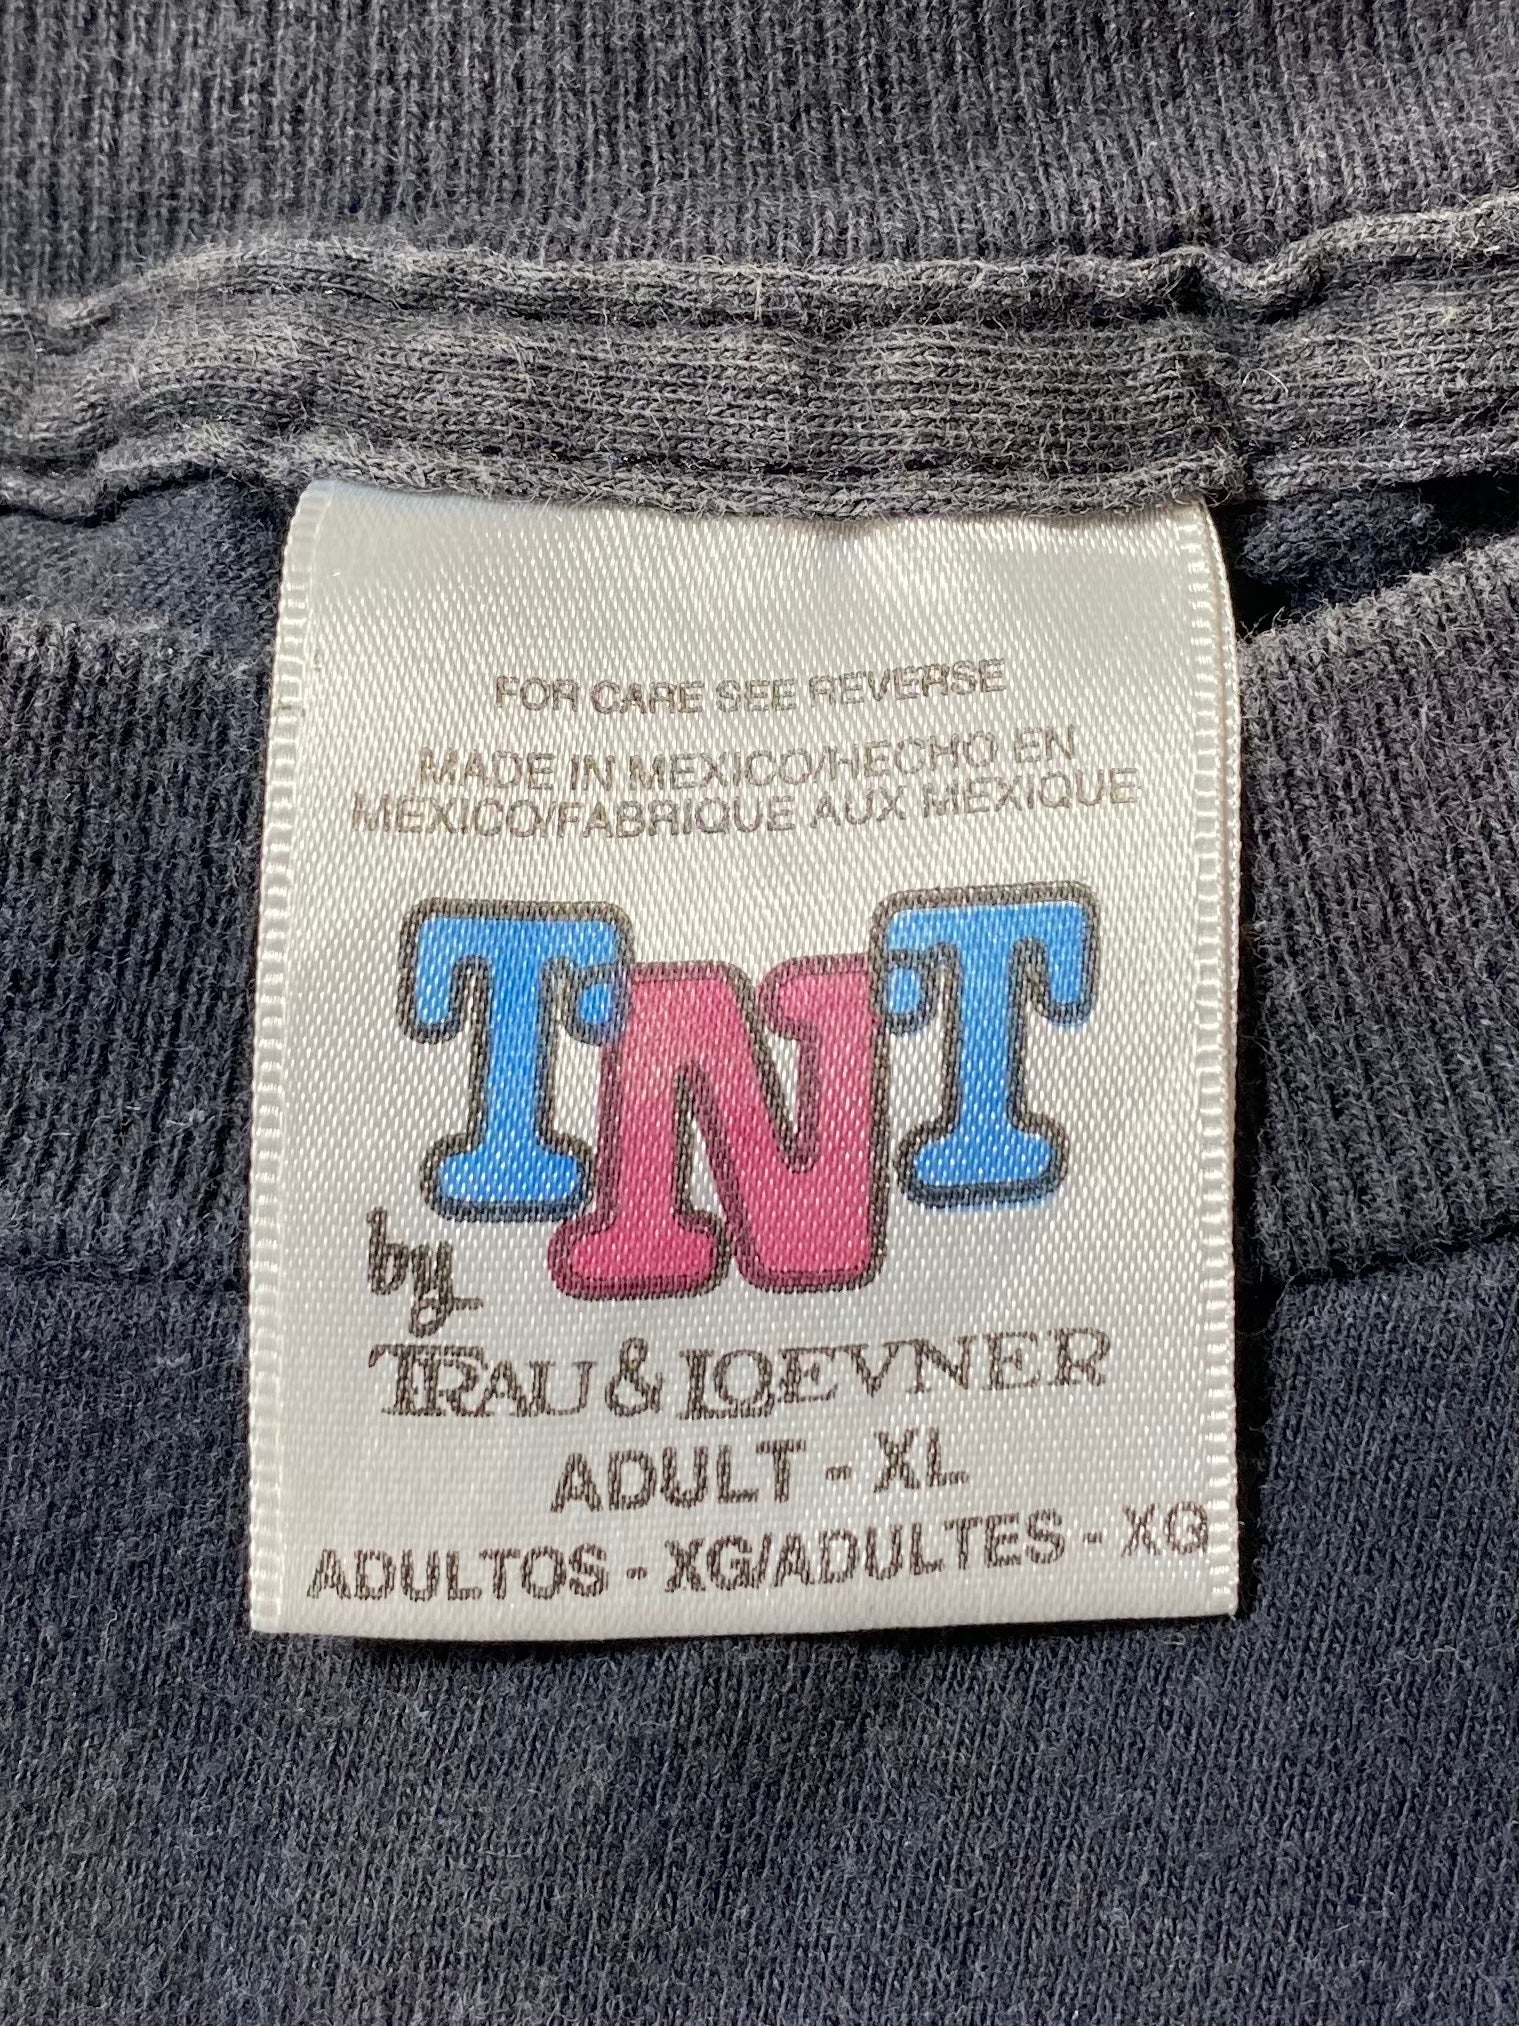 FOR CARE SEE REVERSE
MADE IN MEXICO/HECHO EN
MÉXICO/FABRIQUE AUX MEXIQUE
TNT
by
TRAU & LOEVNER
ADULT - XL
ADULTOS - XG/ADULTES - XG